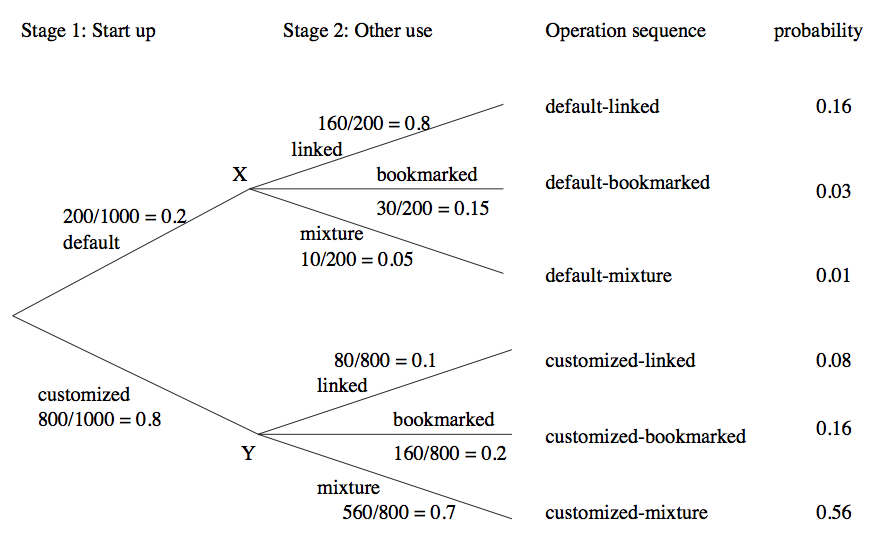 Stage 1: Start up
Stage 2: Other use
Operation sequence
probability
160/200 = 0.8
linked
default-linked
0.16
X
bookmarked
30/200 = 0.15
default-bookmarked
0.03
200/1000 = 0.2
default
mixture
10/200 = 0.05
default-mixture
0.01
80/800 = 0.1
linked
customized-linked
0.08
customized
800/1000 = 0.8
Y
bookmarked
160/800 = 0.2
customized-bookmarked
0.16
mixture
560/800 = 0.7
customized-mixture
0.56